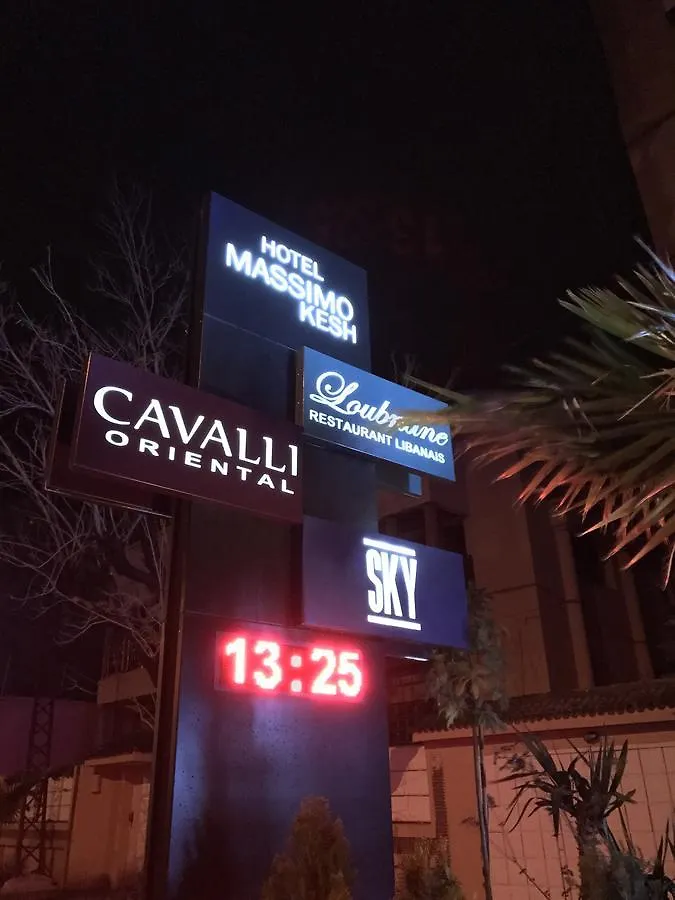 HOTEL
MASSIMO
KESH
Loubnane
RESTAURANT LIBANAIS
CAVALLI
ORIENTAL
SKY
13:25